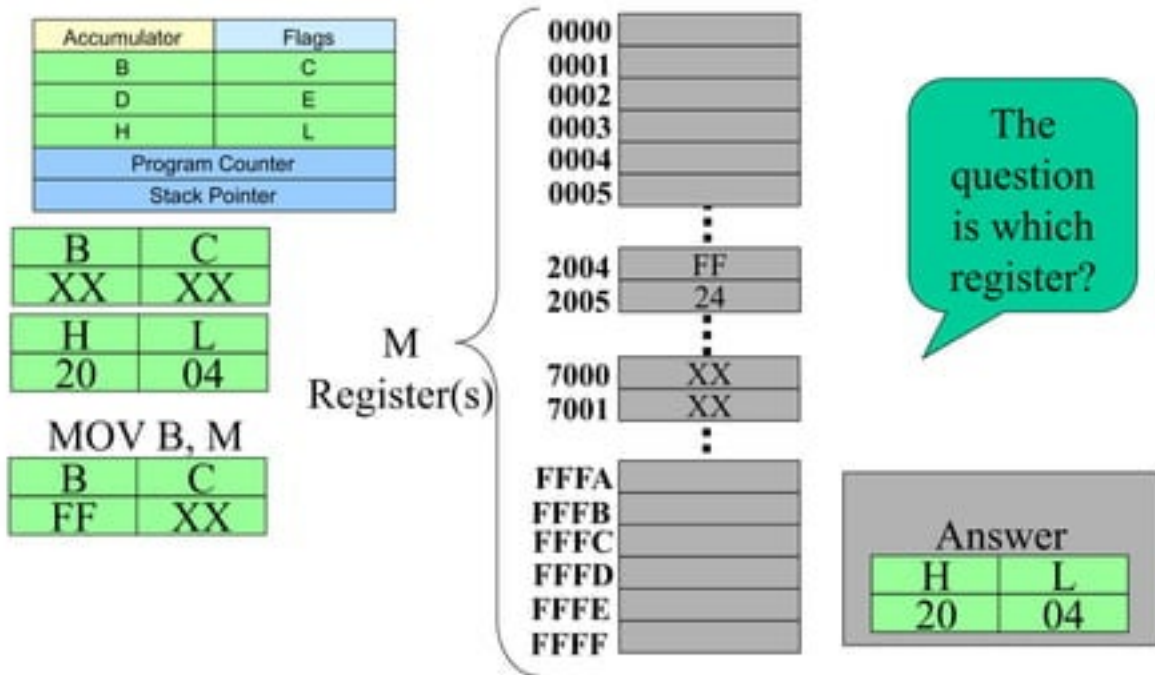 Accumulator Flags
B C
D E
H L
Program Counter
Stack Pointer
B C
XX XX
H L
20 04
MOV B, M
B C
FF XX
M
Register(s)
0000
0001
0002
0003
0004
0005
2004 FF
2005 24
7000 XX
7001 XX
FFFA
FFFB
FFFC
FFFD
FFFE
FFFF
The
question
is which
register?
Answer
H L
20 04